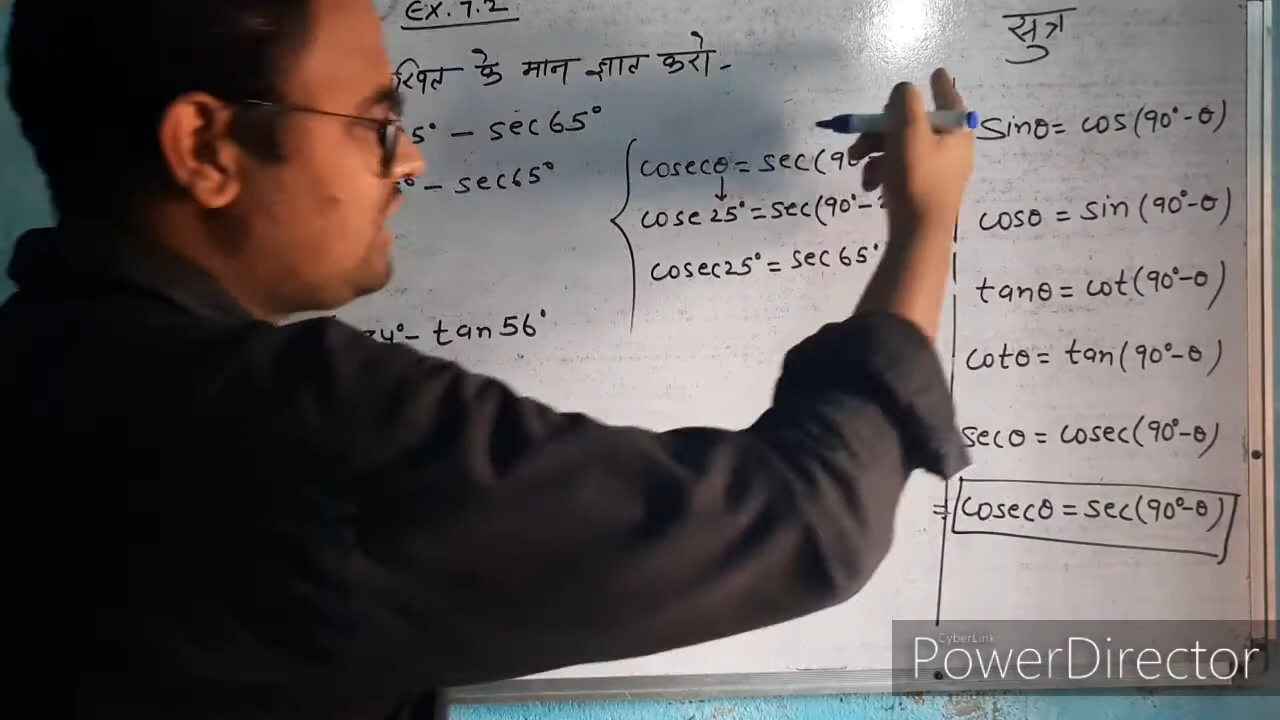 Ex. 7.2
के मान ज्ञात करो-
5° - sec65°
- sec65°
cosecθ = sec(90
cose25° = sec(90°-
cosec25° = sec65°
4° - tan56°
सुत्र
sinθ = cos(90°-θ)
cosθ = sin(90°-θ)
tanθ = cot(90°-θ)
cotθ = tan(90°-θ)
secθ = cosec(90°-θ)
= cosecθ = sec(90°-θ)
CyberLink
PowerDirector